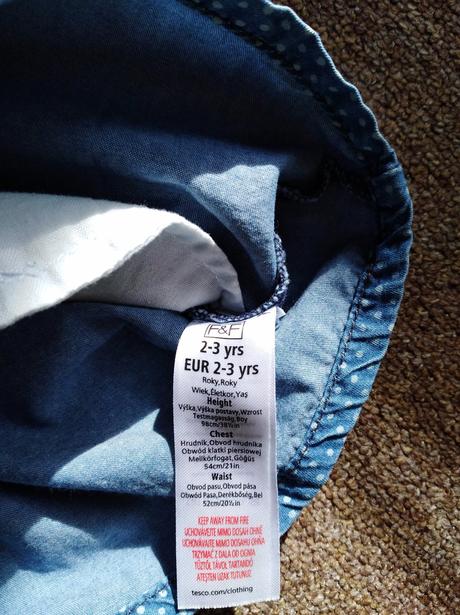 F&F
2-3 yrs
EUR 2-3 yrs
Roky,Roky
Wiek,Életkor,Yaş
Height
Výška,Výška postavy,Wzrost
Testmagasság,Boy
98cm/38½in
Chest
Hrudník,Obvod hrudníka
Obwód klatki piersiowej
Mellkörfogat,Göğüs
54cm/21in
Waist
Obvod pasu,Obvod pása
Obwód Pasa,Derékbőség,Bel
52cm/20½in
KEEP AWAY FROM FIRE
UCHOVÁVEJTE MIMO DOSAH OHNĚ
UCHOVÁVAJTE MIMO DOSAHU OHŇA
TRZYMAĆ Z DALA OD OGNIA
TŰZTŐL TÁVOL TARTANDÓ
ATEŞTEN UZAK TUTUNUZ
tesco.com/clothing